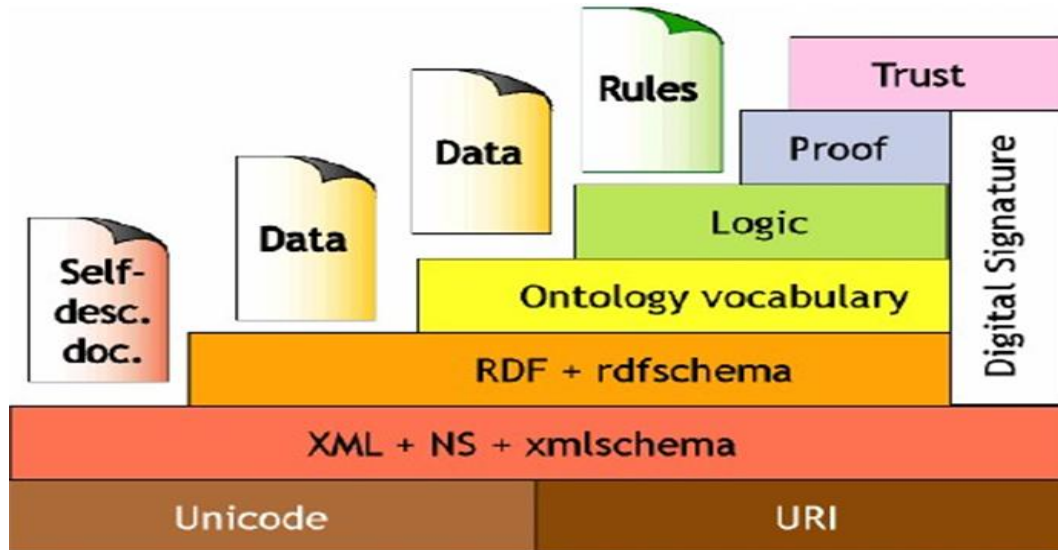 Rules
Trust
Data
Proof
Data
Logic
Self-
desc.
doc.
Ontology vocabulary
Digital Signature
RDF + rdfschema
XML + NS + xmlschema
Unicode
URI